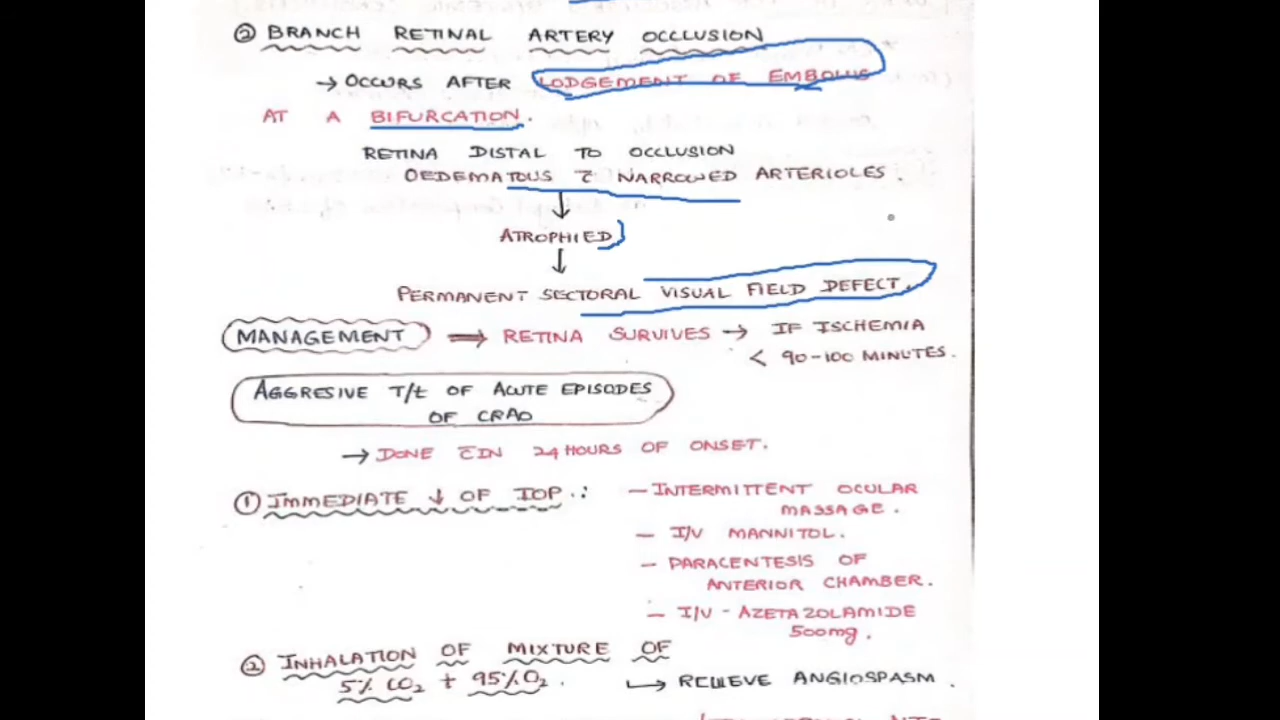 ② BRANCH RETINAL ARTERY OCCLUSION
→ OCCURS AFTER LODGEMENT OF EMBOLUS
AT A BIFURCATION.
RETINA DISTAL TO OCCLUSION
OEDEMATOUS c̄ NARROWED ARTERIOLES.
↓
ATROPHIED
↓
PERMANENT SECTORAL VISUAL FIELD DEFECT.
MANAGEMENT ⇒ RETINA SURVIVES → IF ISCHEMIA
< 90-100 MINUTES.
AGGRESIVE T/t OF ACUTE EPISODES
OF CRAO
→ DONE c̄IN 24 HOURS OF ONSET.
① IMMEDIATE ↓ OF IOP.: - INTERMITTENT OCULAR
MASSAGE.
- I/V MANNITOL.
- PARACENTESIS OF
ANTERIOR CHAMBER.
- I/V - AZETAZOLAMIDE
500mg.
② INHALATION OF MIXTURE OF
5% CO₂ + 95% O₂. → RELIEVE ANGIOSPASM.